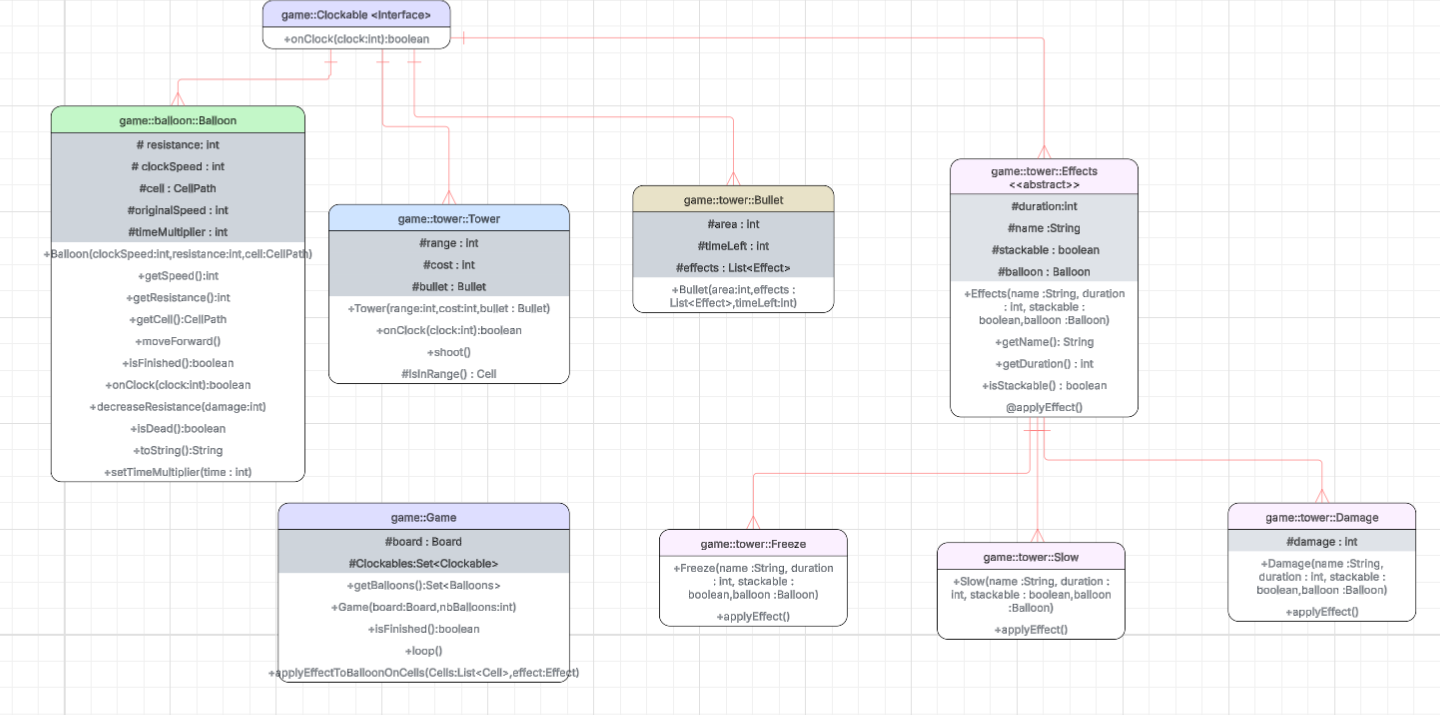 game::Clockable <Interface>
+onClock(clock:int):boolean
game::balloon::Balloon
# resistance: int
# clockSpeed : int
#cell : CellPath
#originalSpeed : int
#timeMultiplier : int
+Balloon(clockSpeed:int,resistance:int,cell:CellPath)
+getSpeed():int
+getResistance():int
+getCell():CellPath
+moveForward()
+isFinished():boolean
+onClock(clock:int):boolean
+decreaseResistance(damage:int)
+isDead():boolean
+toString():String
+setTimeMultiplier(time : int)
game::tower::Tower
#range : int
#cost : int
#bullet : Bullet
+Tower(range:int,cost:int,bullet : Bullet)
+onClock(clock:int):boolean
+shoot()
#isInRange() : Cell
game::tower::Bullet
#area : int
#timeLeft : int
#effects : List<Effect>
+Bullet(area:int,effects :
List<Effect>,timeLeft:int)
game::tower::Effects
<<abstract>>
#duration:int
#name :String
#stackable : boolean
#balloon : Balloon
+Effects(name :String, duration
: int, stackable :
boolean,balloon :Balloon)
+getName(): String
+getDuration() : int
+isStackable() : boolean
@applyEffect()
game::Game
#board : Board
#Clockables:Set<Clockable>
+getBalloons():Set<Balloons>
+Game(board:Board,nbBalloons:int)
+isFinished():boolean
+loop()
+applyEffectToBalloonOnCells(Cells:List<Cell>,effect:Effect)
game::tower::Freeze
+Freeze(name :String, duration
: int, stackable :
boolean,balloon :Balloon)
+applyEffect()
game::tower::Slow
+Slow(name :String, duration :
int, stackable : boolean,balloon
:Balloon)
+applyEffect()
game::tower::Damage
#damage : int
+Damage(name :String,
duration : int, stackable :
boolean,balloon :Balloon)
+applyEffect()